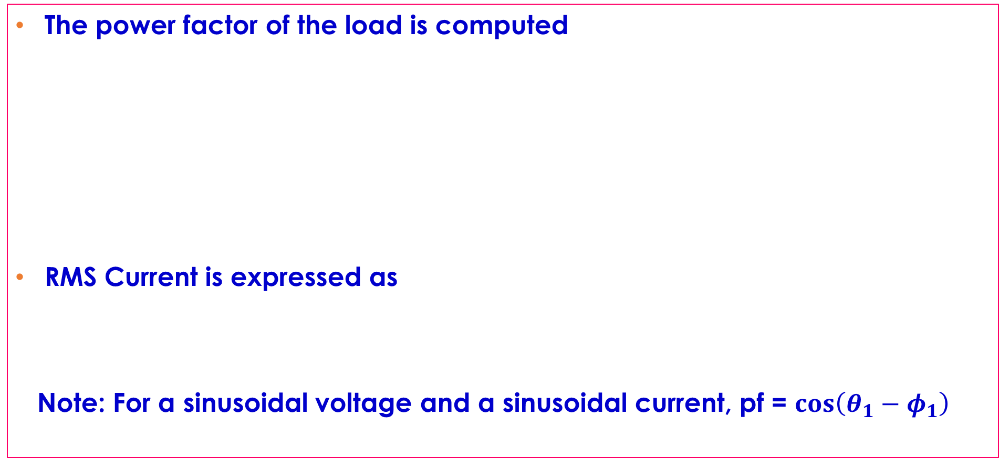 • The power factor of the load is computed
• RMS Current is expressed as
Note: For a sinusoidal voltage and a sinusoidal current, pf = cos(θ₁ − ϕ₁)